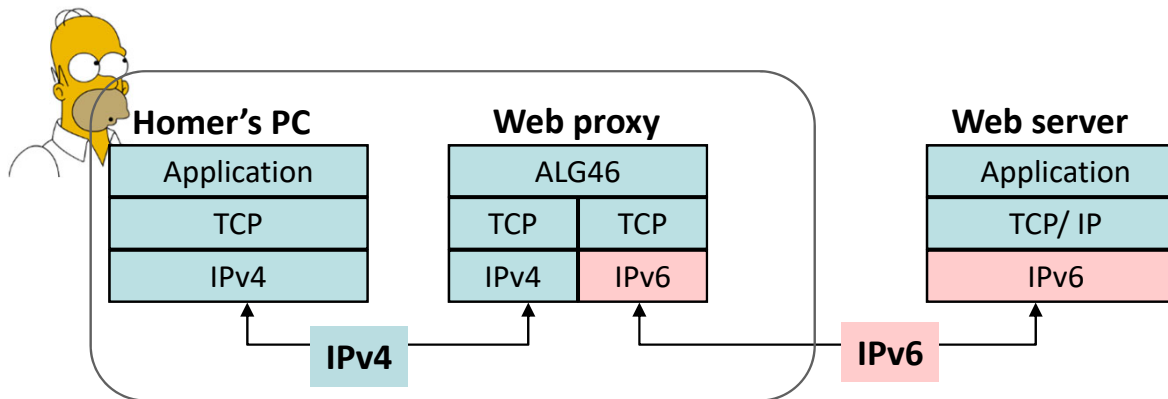 Homer’s PC
Web proxy
Web server
Application
ALG46
Application
TCP
TCP
TCP
TCP/ IP
IPv4
IPv4
IPv6
IPv6
IPv4
IPv6